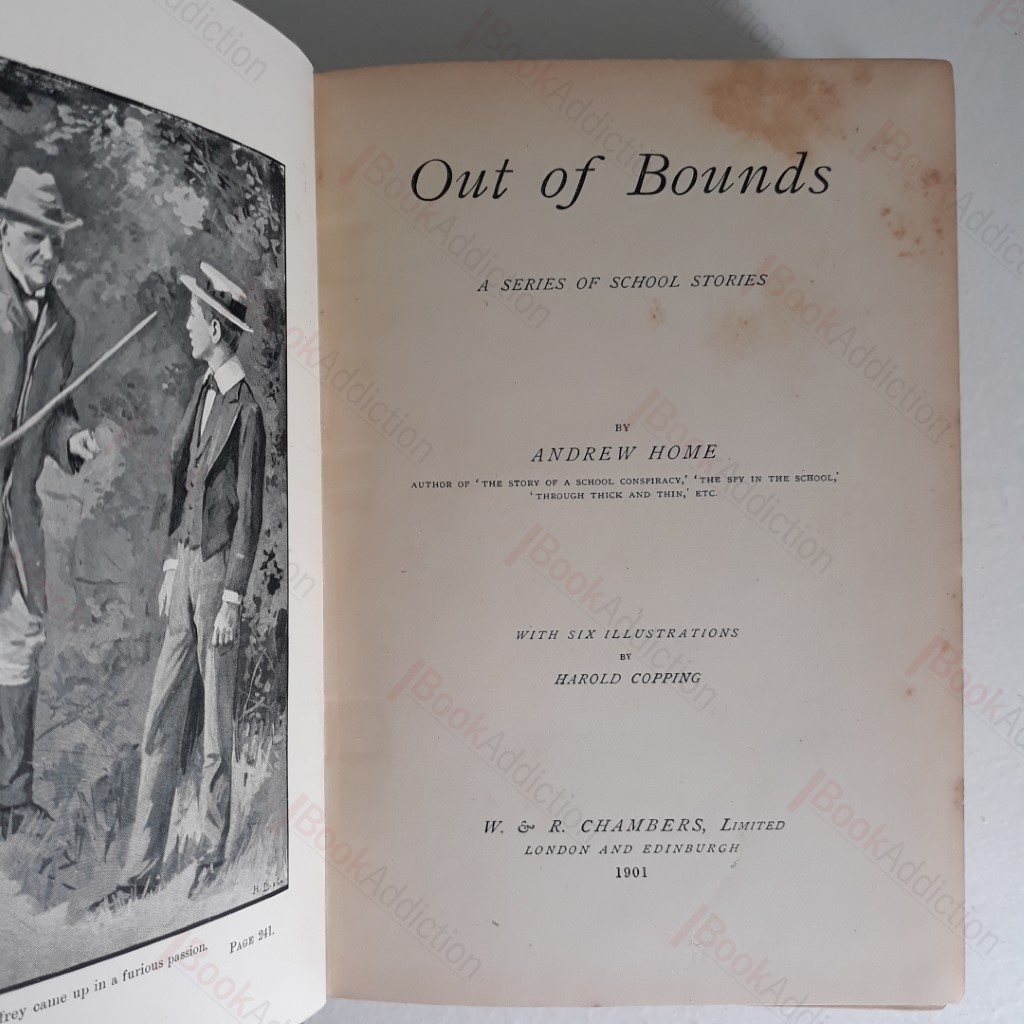 Out of Bounds
A SERIES OF SCHOOL STORIES
BY
ANDREW HOME
AUTHOR OF 'THE STORY OF A SCHOOL CONSPIRACY,' 'THE SPY IN THE SCHOOL,'
'THROUGH THICK AND THIN,' ETC.
WITH SIX ILLUSTRATIONS
BY
HAROLD COPPING
W. & R. CHAMBERS, LIMITED
LONDON AND EDINBURGH
1901
came up in a furious passion. PAGE 241.
BookAddiction